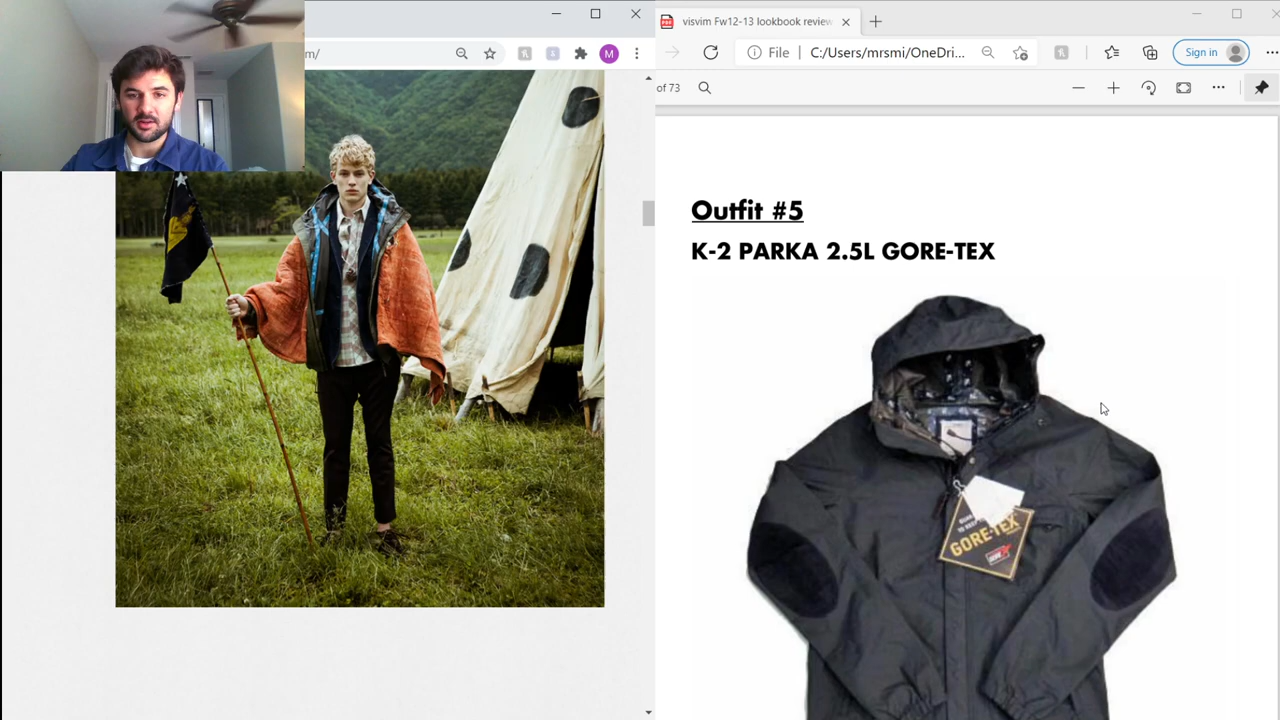 m/
M
visvim Fw12-13 lookbook review
File
C:/Users/mrsmi/OneDri...
Sign in
of 73
Outfit #5
K-2 PARKA 2.5L GORE-TEX
GORE-TEX